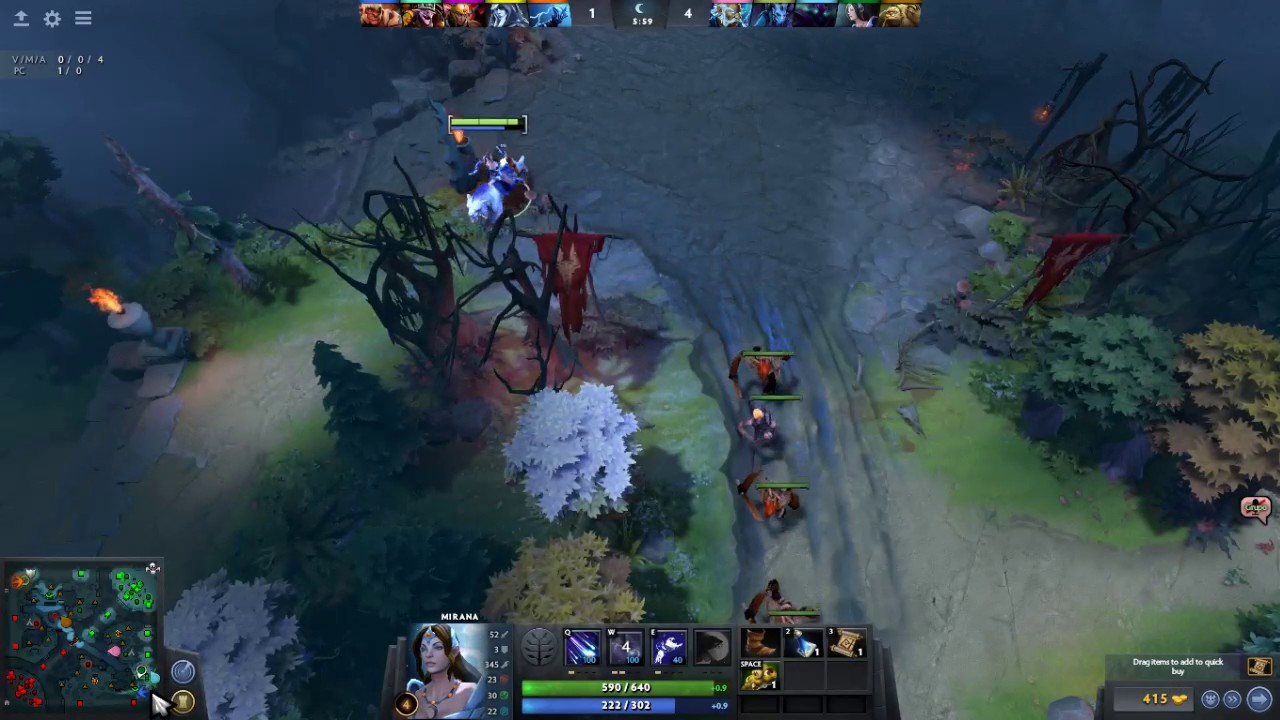 1
5:59
4
V/M/A 0 / 0 / 4
PC 1 / 0
Grupo
MIRANA
52
3
345
23
30
22
4
Q 100
W 4 100
E 40
2 1
3 1
SPACE 1
590 / 640 +0.9
222 / 302 +0.9
Drag items to add to quick
buy
415